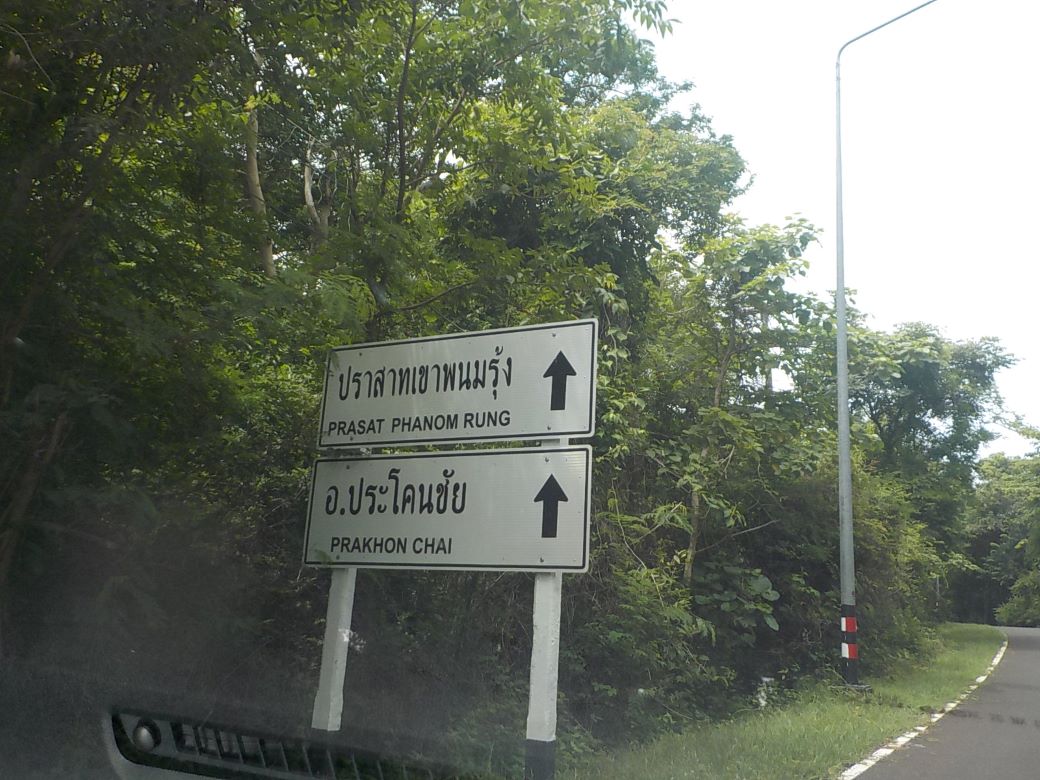 ปราสาทเขาพนมรุ้ง
PRASAT PHANOM RUNG
อ.ประโคนชัย
PRAKHON CHAI